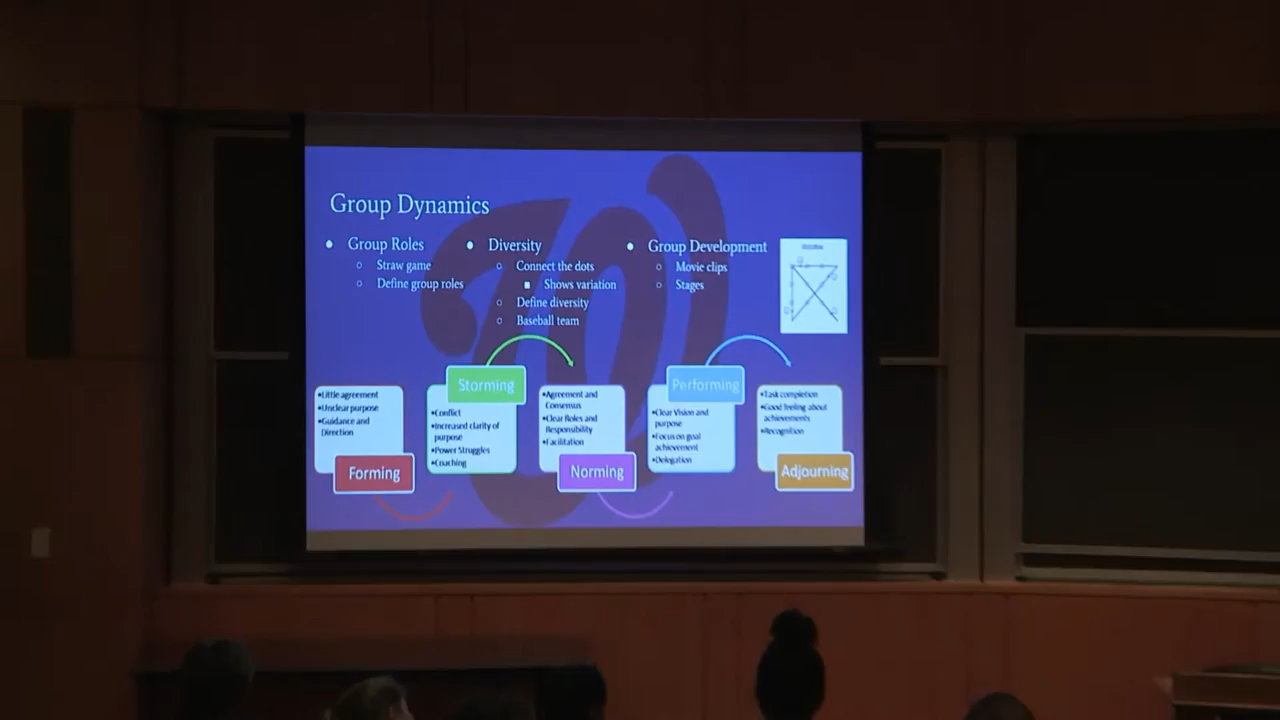 Group Dynamics
Group Roles
Straw game
Define group roles
Diversity
Connect the dots
Shows variation
Define diversity
Baseball team
Group Development
Movie clips
Stages
•Little agreement
•Unclear purpose
•Guidance and
Direction
Forming
Storming
•Conflict
•Increased clarity of
purpose
•Power Struggles
•Coaching
•Agreement and
Consensus
•Clear Roles and
Responsibility
•Facilitation
Norming
Performing
•Clear Vision and
purpose
•Focus on goal
achievement
•Delegation
•Task completion
•Good feeling about
achievements
•Recognition
Adjourning